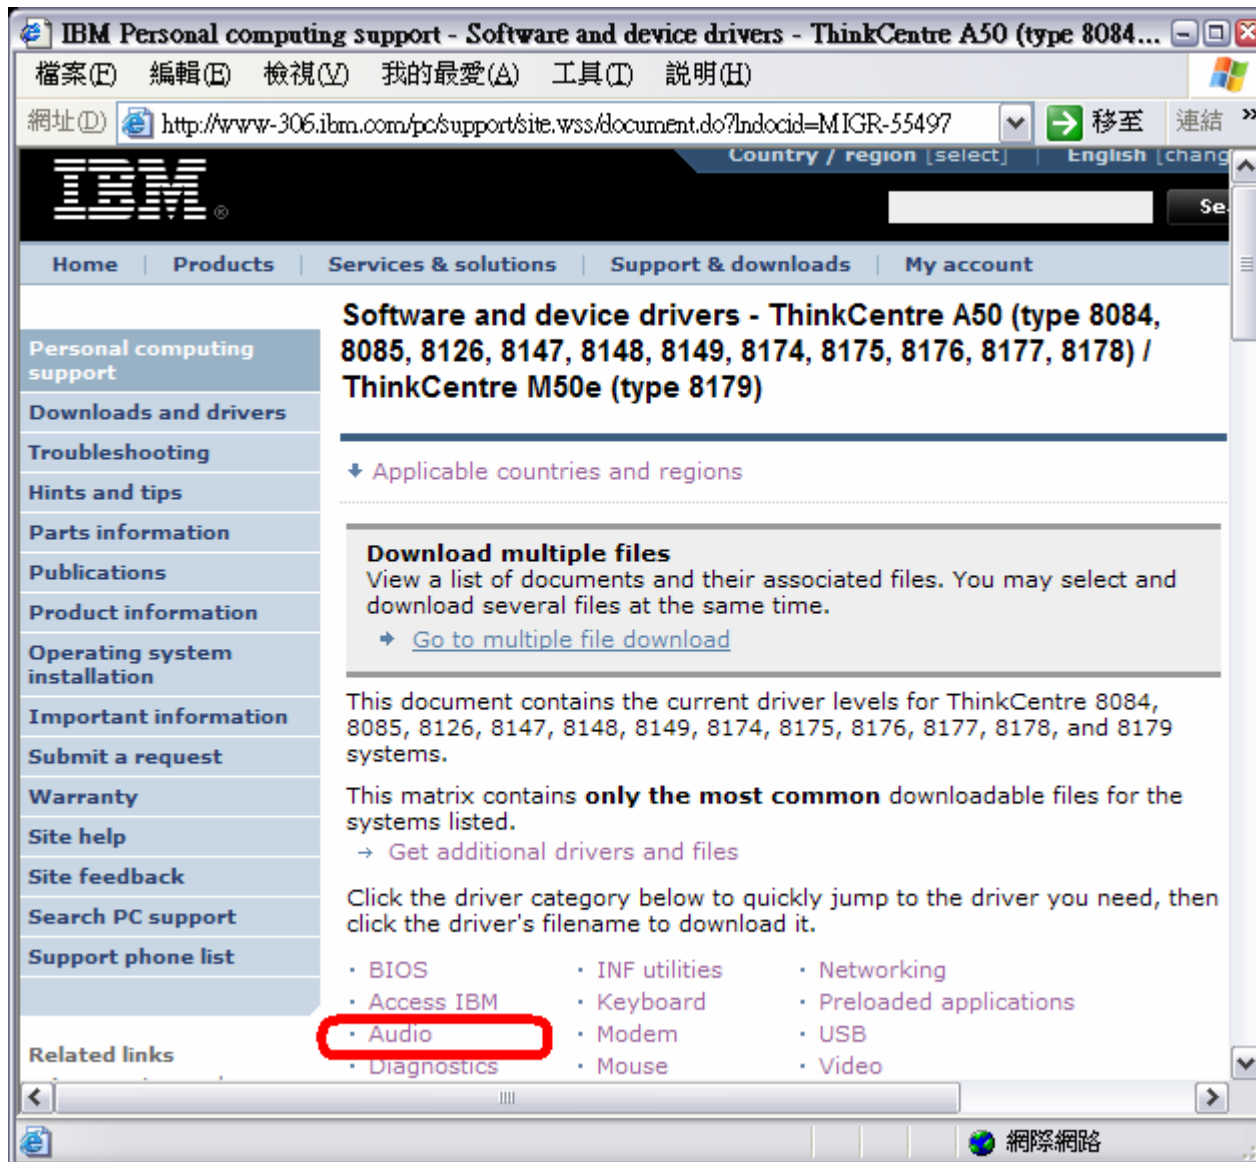 IBM Personal computing support - Software and device drivers - ThinkCentre A50 (type 8084...
檔案(F) 編輯(E) 檢視(V) 我的最愛(A) 工具(T) 說明(H)
網址(D) http://www-306.ibm.com/pc/support/site.wss/document.do?lndocid=MIGR-55497 移至 連結 »
Country / region [select] | English [chang
IBM ®
Se
Home | Products | Services & solutions | Support & downloads | My account
Personal computing
support
Downloads and drivers
Troubleshooting
Hints and tips
Parts information
Publications
Product information
Operating system
installation
Important information
Submit a request
Warranty
Site help
Site feedback
Search PC support
Support phone list
Related links
Software and device drivers - ThinkCentre A50 (type 8084,
8085, 8126, 8147, 8148, 8149, 8174, 8175, 8176, 8177, 8178) /
ThinkCentre M50e (type 8179)
Applicable countries and regions
Download multiple files
View a list of documents and their associated files. You may select and
download several files at the same time.
Go to multiple file download
This document contains the current driver levels for ThinkCentre 8084,
8085, 8126, 8147, 8148, 8149, 8174, 8175, 8176, 8177, 8178, and 8179
systems.
This matrix contains only the most common downloadable files for the
systems listed.
→ Get additional drivers and files
Click the driver category below to quickly jump to the driver you need, then
click the driver's filename to download it.
· BIOS · INF utilities · Networking
· Access IBM · Keyboard · Preloaded applications
· Audio · Modem · USB
· Diagnostics · Mouse · Video
網際網路